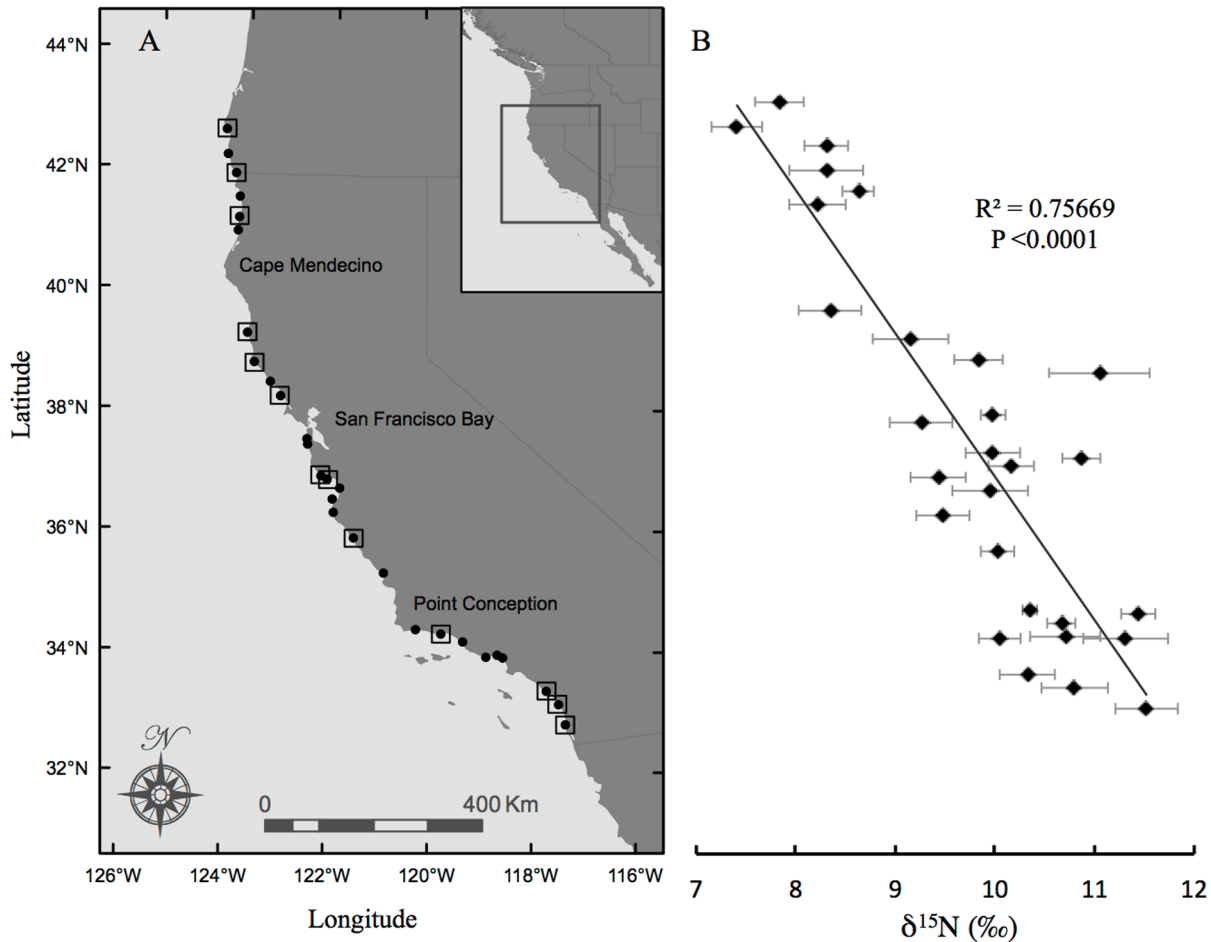 A
B
44°N
42°N
40°N
38°N
36°N
34°N
32°N
Latitude
Cape Mendecino
San Francisco Bay
Point Conception
N
0
400 Km
126°W
124°W
122°W
120°W
118°W
116°W
Longitude
R² = 0.75669
P <0.0001
7
8
9
10
11
12
δ¹⁵N (‰)